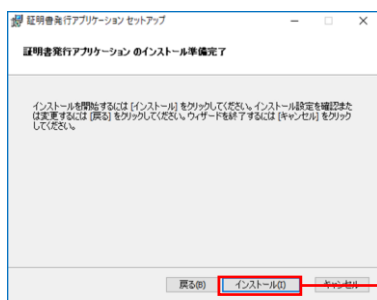 証明書発行アプリケーション セットアップ
証明書発行アプリケーション のインストール準備完了
インストールを開始するには [インストール] をクリックしてください。インストール設定を確認また
は変更するには [戻る] をクリックしてください。ウィザードを終了するには [キャンセル] をクリック
してください。
戻る(B)
インストール(I)
キャンセル